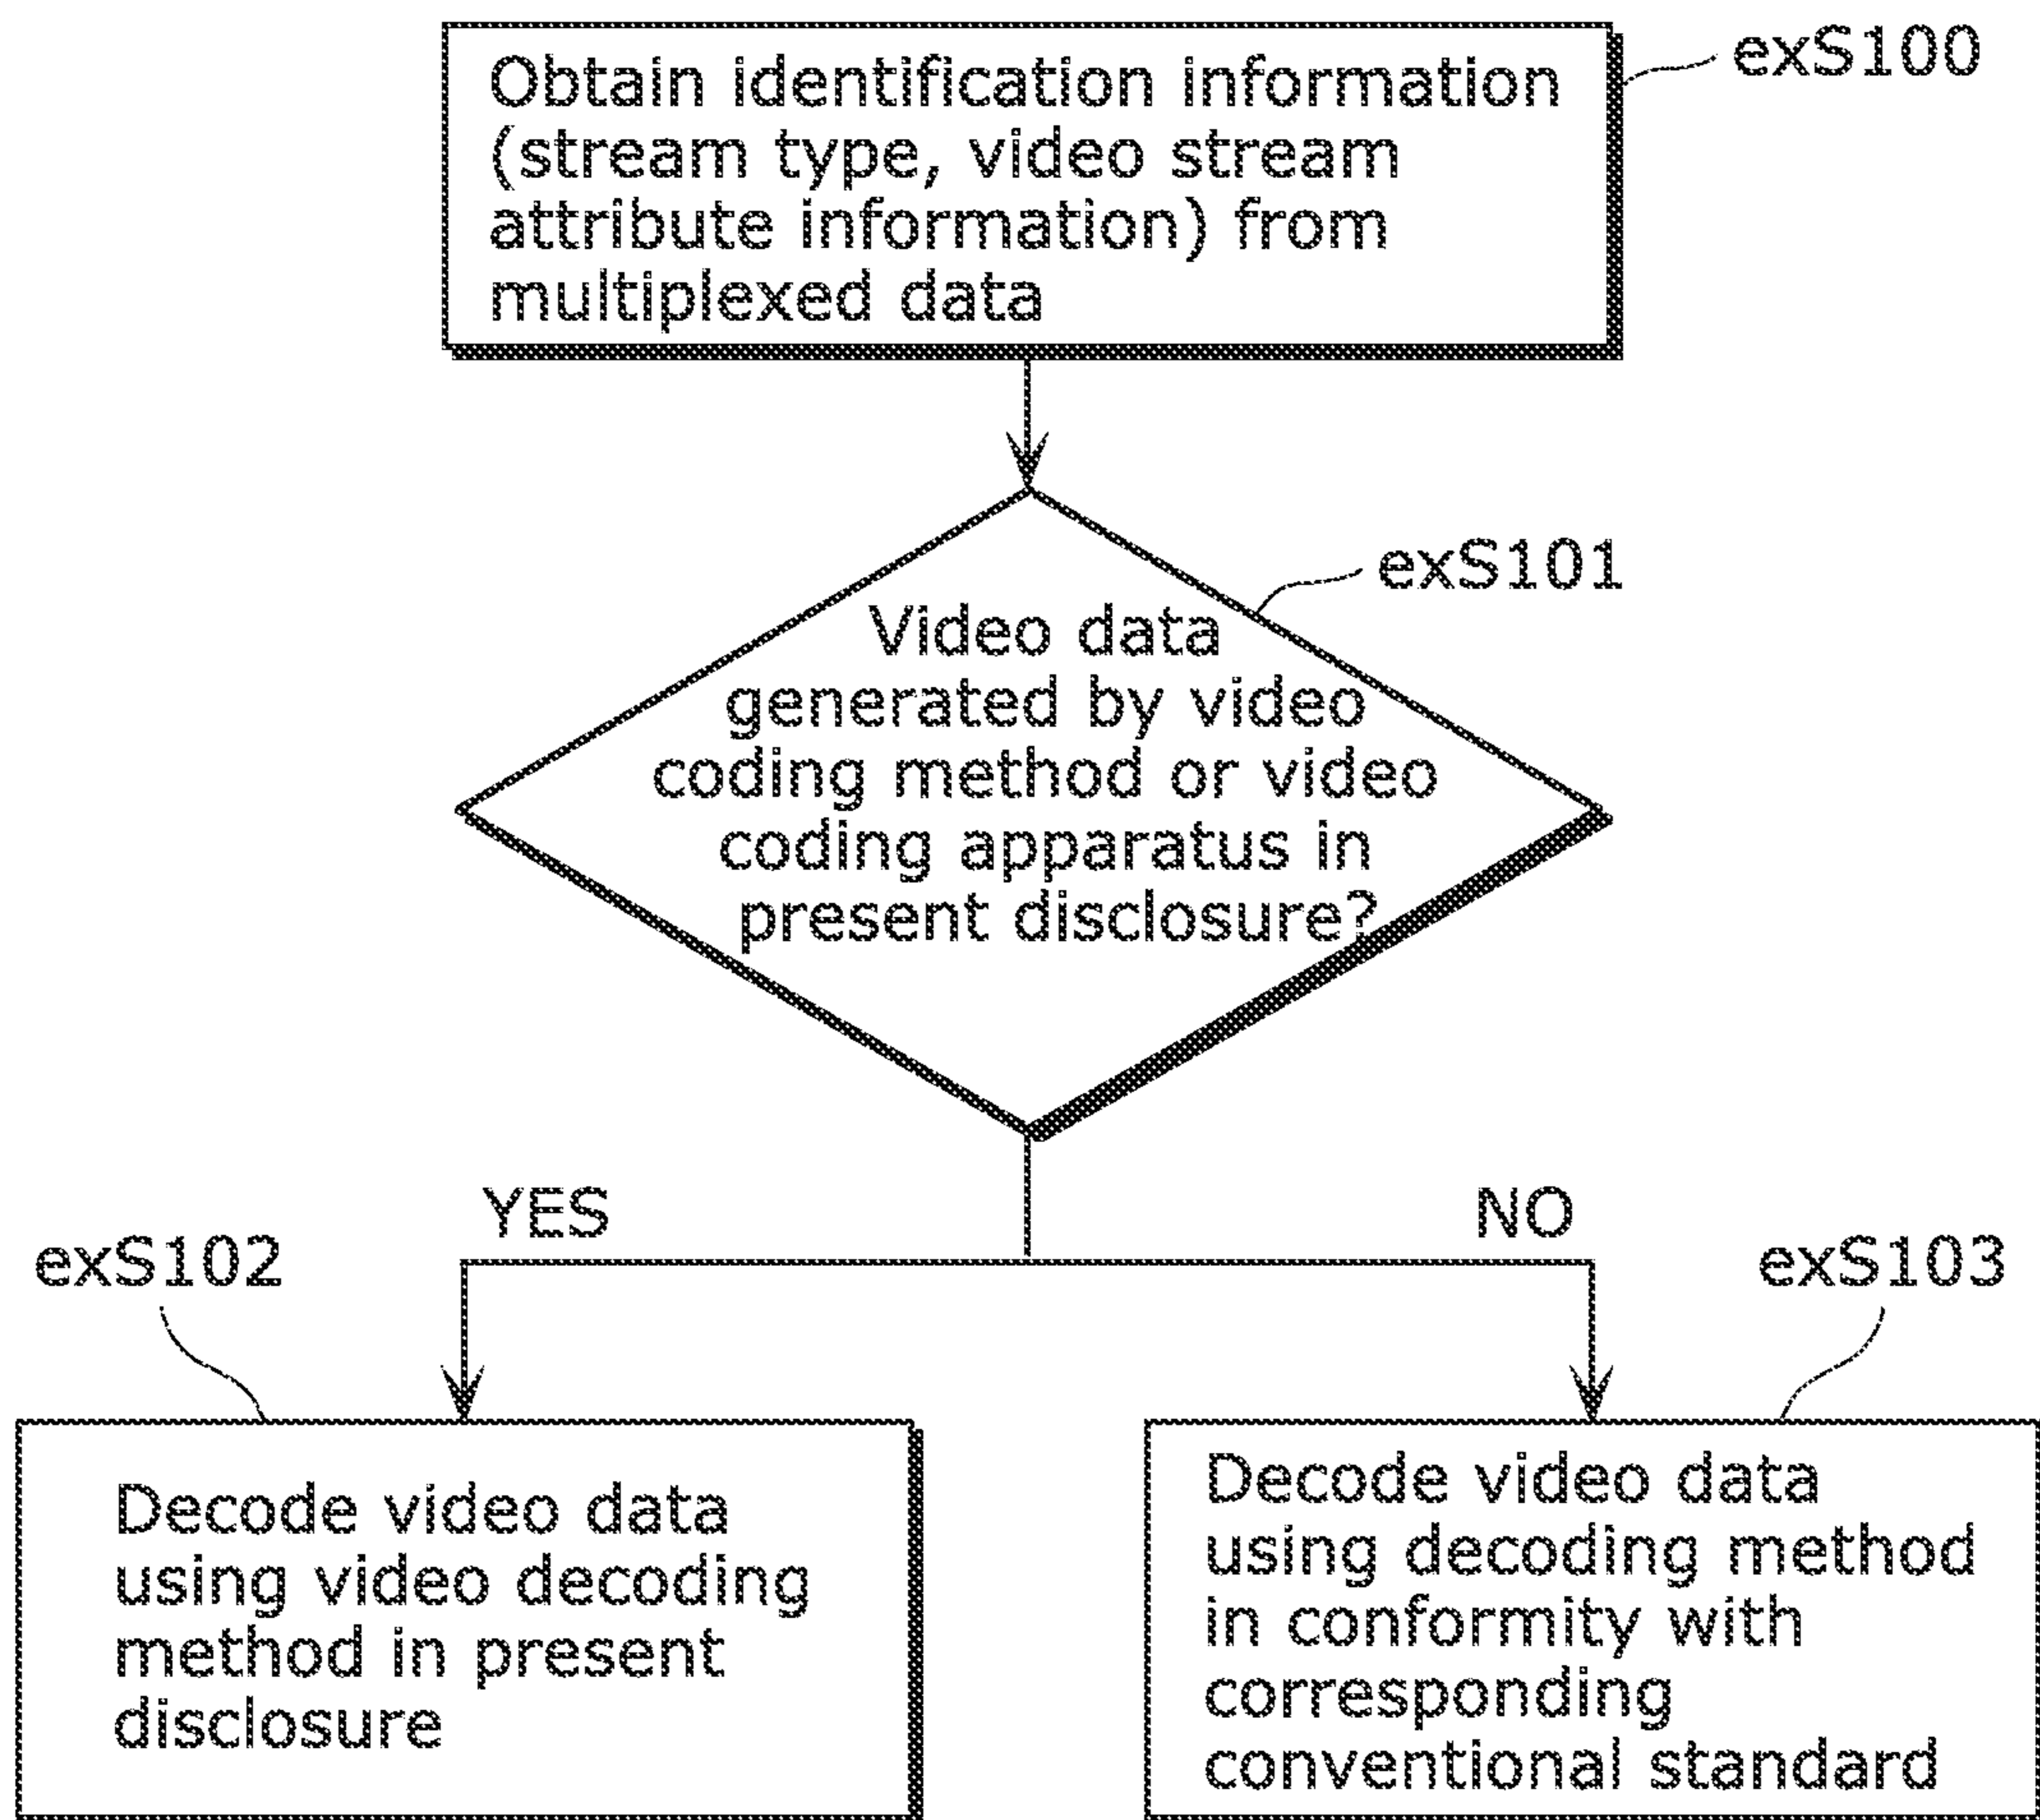 exS100
Obtain identification information
(stream type, video stream
attribute information) from
multiplexed data
exS101
Video data
generated by video
coding method or video
coding apparatus in
present disclosure?
YES
NO
exS102
exS103
Decode video data
using video decoding
method in present
disclosure
Decode video data
using decoding method
in conformity with
corresponding
conventional standard